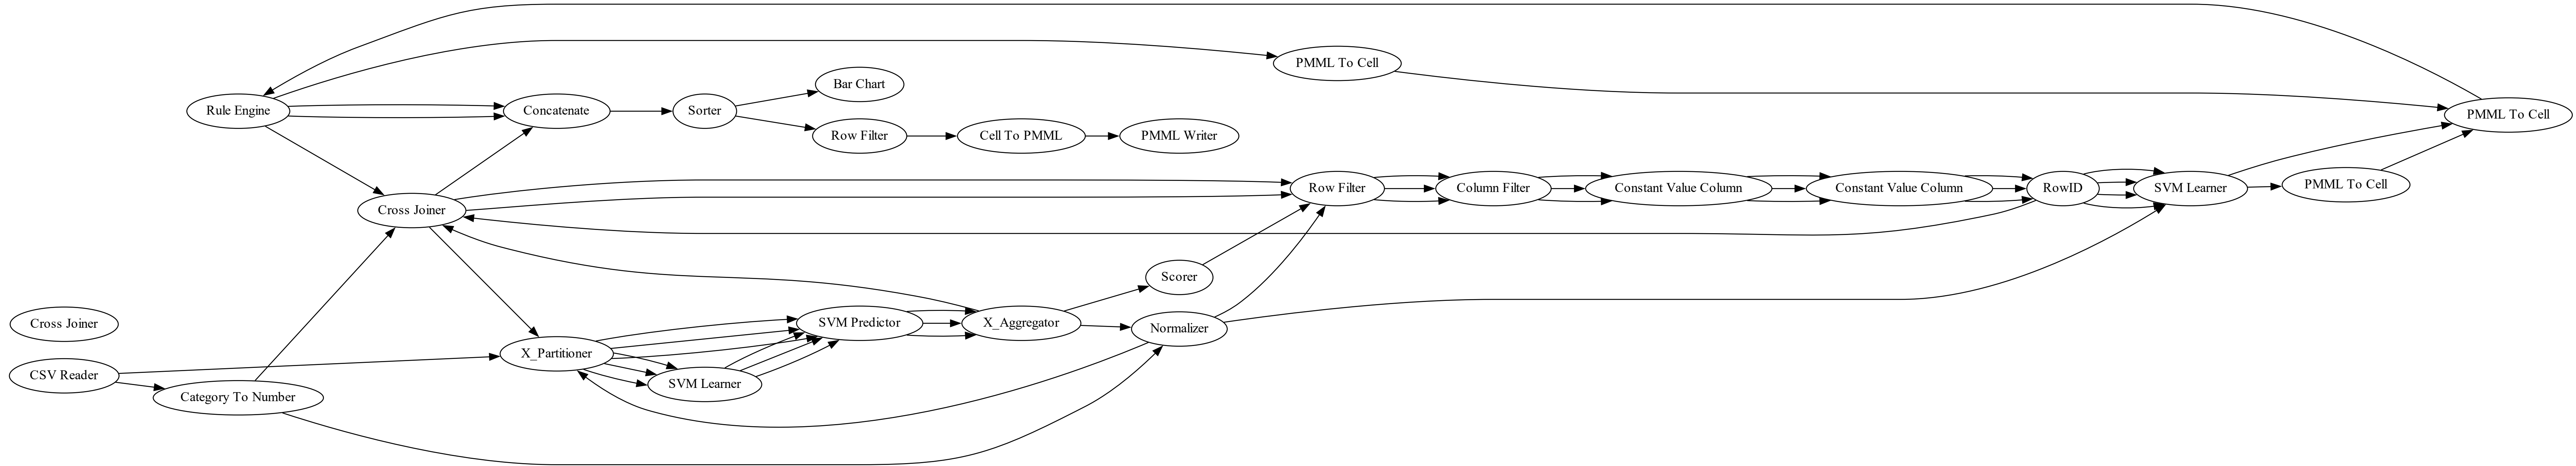 PMML To Cell
Bar Chart
Rule Engine
Concatenate
Sorter
PMML To Cell
Row Filter
Cell To PMML
PMML Writer
PMML To Cell
Row Filter
Column Filter
Constant Value Column
Constant Value Column
RowID
SVM Learner
Cross Joiner
Scorer
Cross Joiner
SVM Predictor
X_Aggregator
Normalizer
X_Partitioner
CSV Reader
SVM Learner
Category To Number